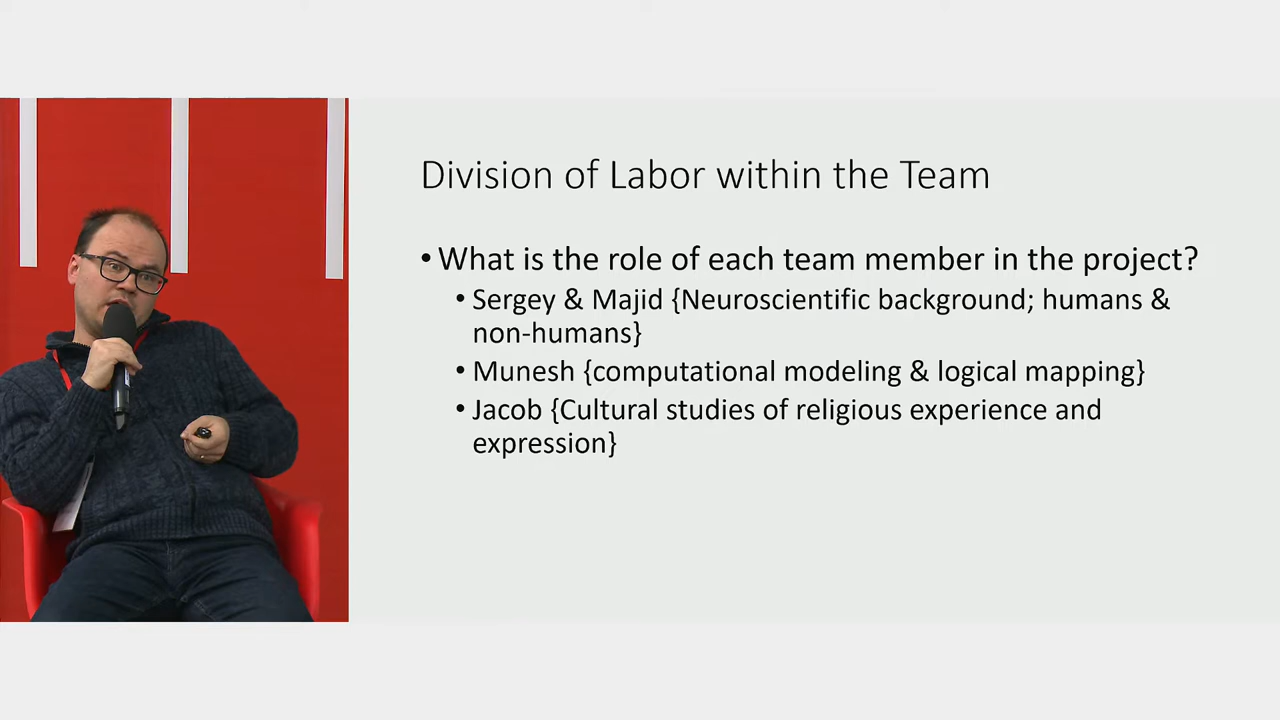 Division of Labor within the Team
• What is the role of each team member in the project?
• Sergey & Majid {Neuroscientific background; humans &
non-humans}
• Munesh {computational modeling & logical mapping}
• Jacob {Cultural studies of religious experience and
expression}